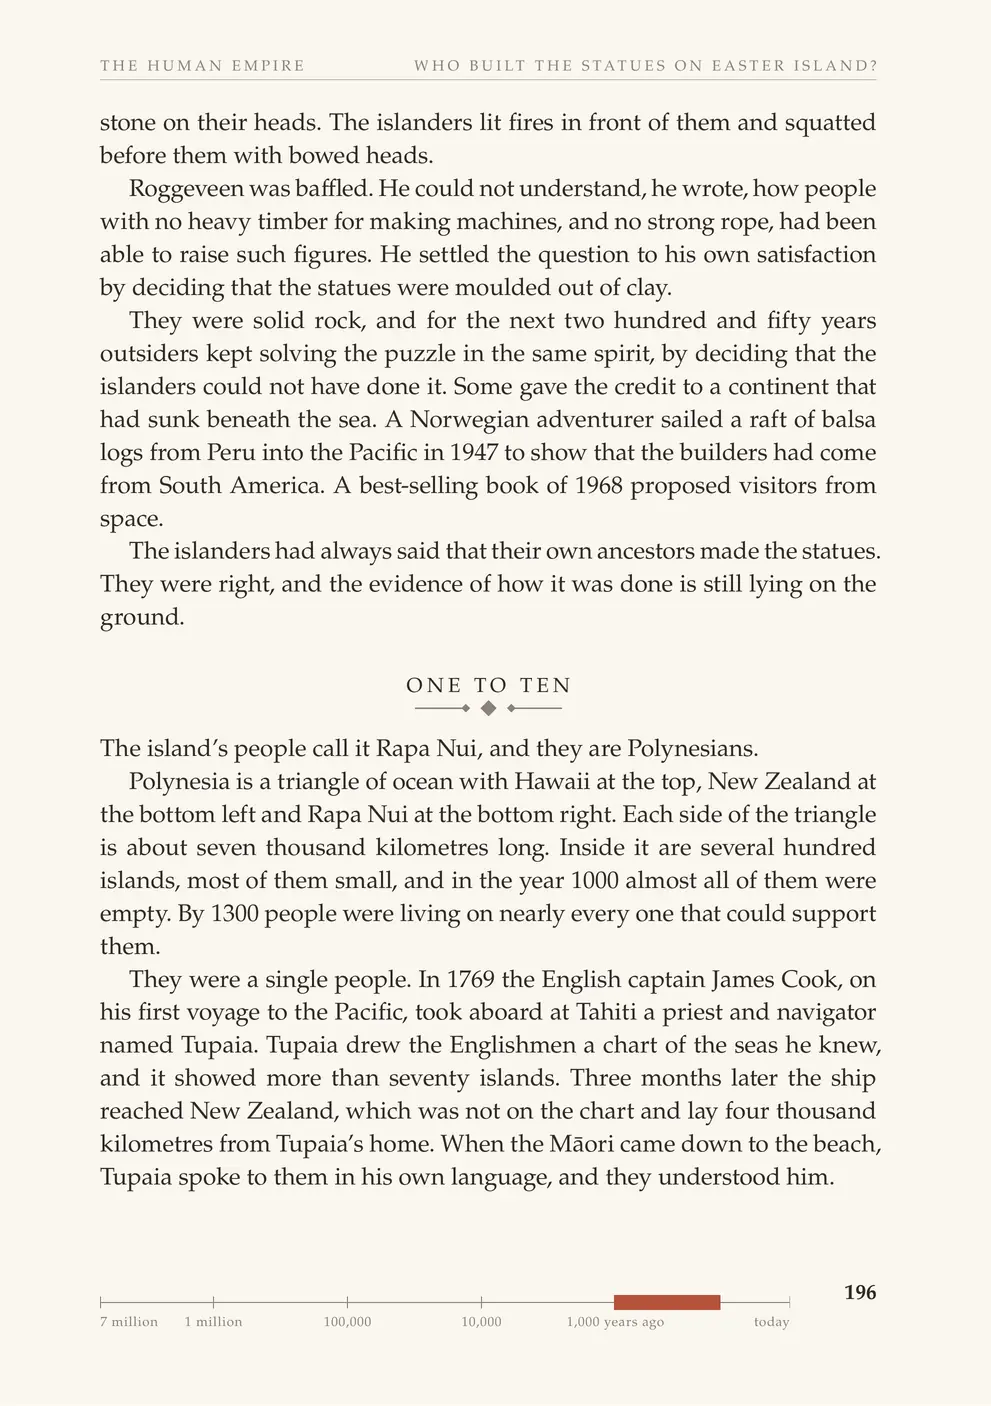 THE HUMAN EMPIRE
WHO BUILT THE STATUES ON EASTER ISLAND?
stone on their heads. The islanders lit fires in front of them and squatted
before them with bowed heads.
Roggeveen was baffled. He could not understand, he wrote, how people
with no heavy timber for making machines, and no strong rope, had been
able to raise such figures. He settled the question to his own satisfaction
by deciding that the statues were moulded out of clay.
They were solid rock, and for the next two hundred and fifty years
outsiders kept solving the puzzle in the same spirit, by deciding that the
islanders could not have done it. Some gave the credit to a continent that
had sunk beneath the sea. A Norwegian adventurer sailed a raft of balsa
logs from Peru into the Pacific in 1947 to show that the builders had come
from South America. A best-selling book of 1968 proposed visitors from
space.
The islanders had always said that their own ancestors made the statues.
They were right, and the evidence of how it was done is still lying on the
ground.
ONE TO TEN
The island’s people call it Rapa Nui, and they are Polynesians.
Polynesia is a triangle of ocean with Hawaii at the top, New Zealand at
the bottom left and Rapa Nui at the bottom right. Each side of the triangle
is about seven thousand kilometres long. Inside it are several hundred
islands, most of them small, and in the year 1000 almost all of them were
empty. By 1300 people were living on nearly every one that could support
them.
They were a single people. In 1769 the English captain James Cook, on
his first voyage to the Pacific, took aboard at Tahiti a priest and navigator
named Tupaia. Tupaia drew the Englishmen a chart of the seas he knew,
and it showed more than seventy islands. Three months later the ship
reached New Zealand, which was not on the chart and lay four thousand
kilometres from Tupaia’s home. When the Māori came down to the beach,
Tupaia spoke to them in his own language, and they understood him.
196
7 million 1 million 100,000 10,000 1,000 years ago today